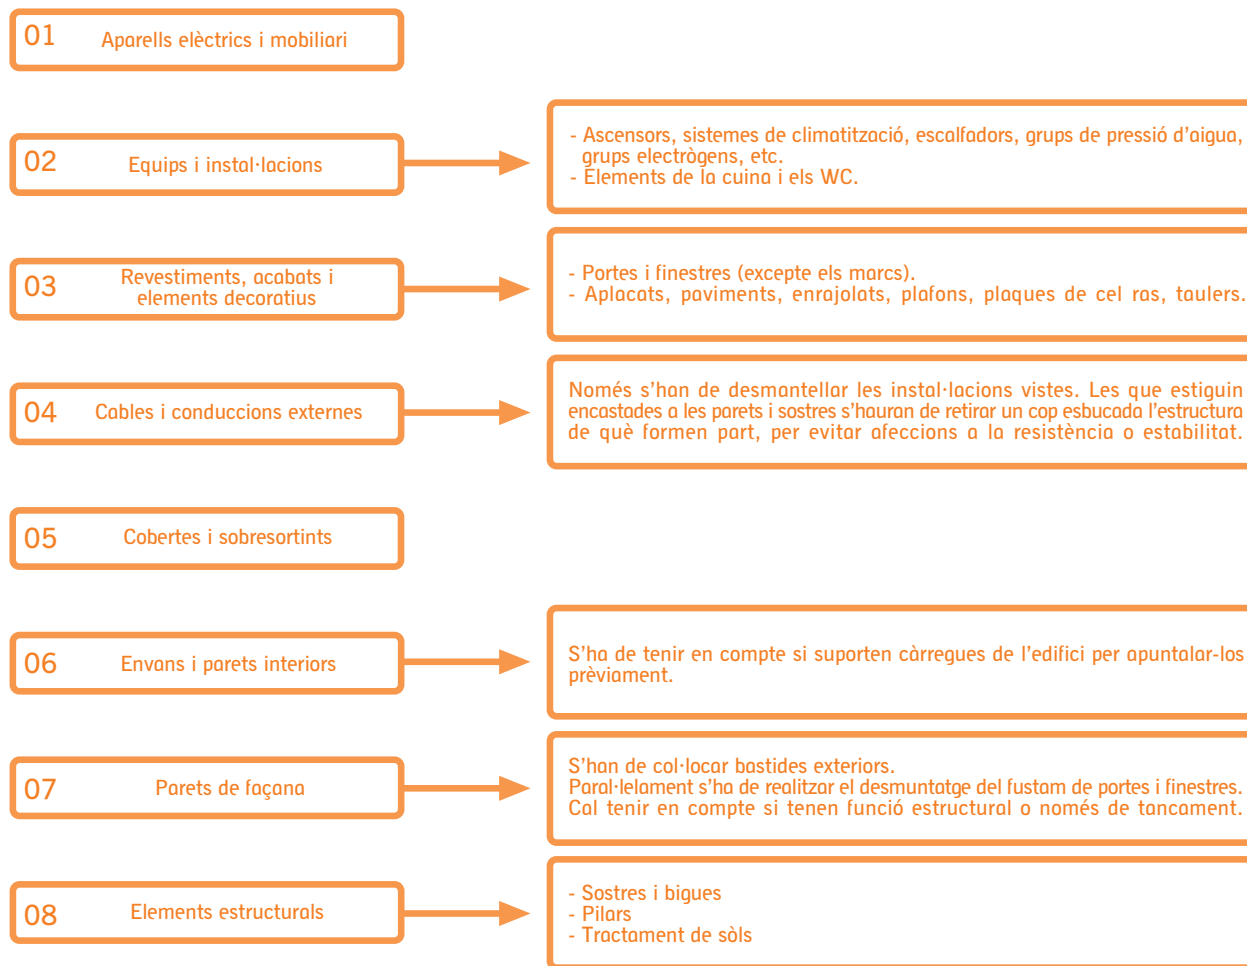 01 Aparells elèctrics i mobiliari
02 Equips i instal·lacions
- Ascensors, sistemes de climatització, escalfadors, grups de pressió d'aigua,
grups electrògens, etc.
- Elements de la cuina i els WC.
03 Revestiments, acabats i
elements decoratius
- Portes i finestres (excepte els marcs).
- Aplacats, paviments, enrajolats, plafons, plaques de cel ras, taulers.
04 Cables i conduccions externes
Només s'han de desmantellar les instal·lacions vistes. Les que estiguin
encastades a les parets i sostres s'hauran de retirar un cop esbucada l'estructura
de què formen part, per evitar afeccions a la resistència o estabilitat.
05 Cobertes i sobresortints
06 Envans i parets interiors
S'ha de tenir en compte si suporten càrregues de l'edifici per apuntalar-los
prèviament.
07 Parets de façana
S'han de col·locar bastides exteriors.
Paral·lelament s'ha de realitzar el desmuntatge del fustam de portes i finestres.
Cal tenir en compte si tenen funció estructural o només de tancament.
08 Elements estructurals
- Sostres i bigues
- Pilars
- Tractament de sòls